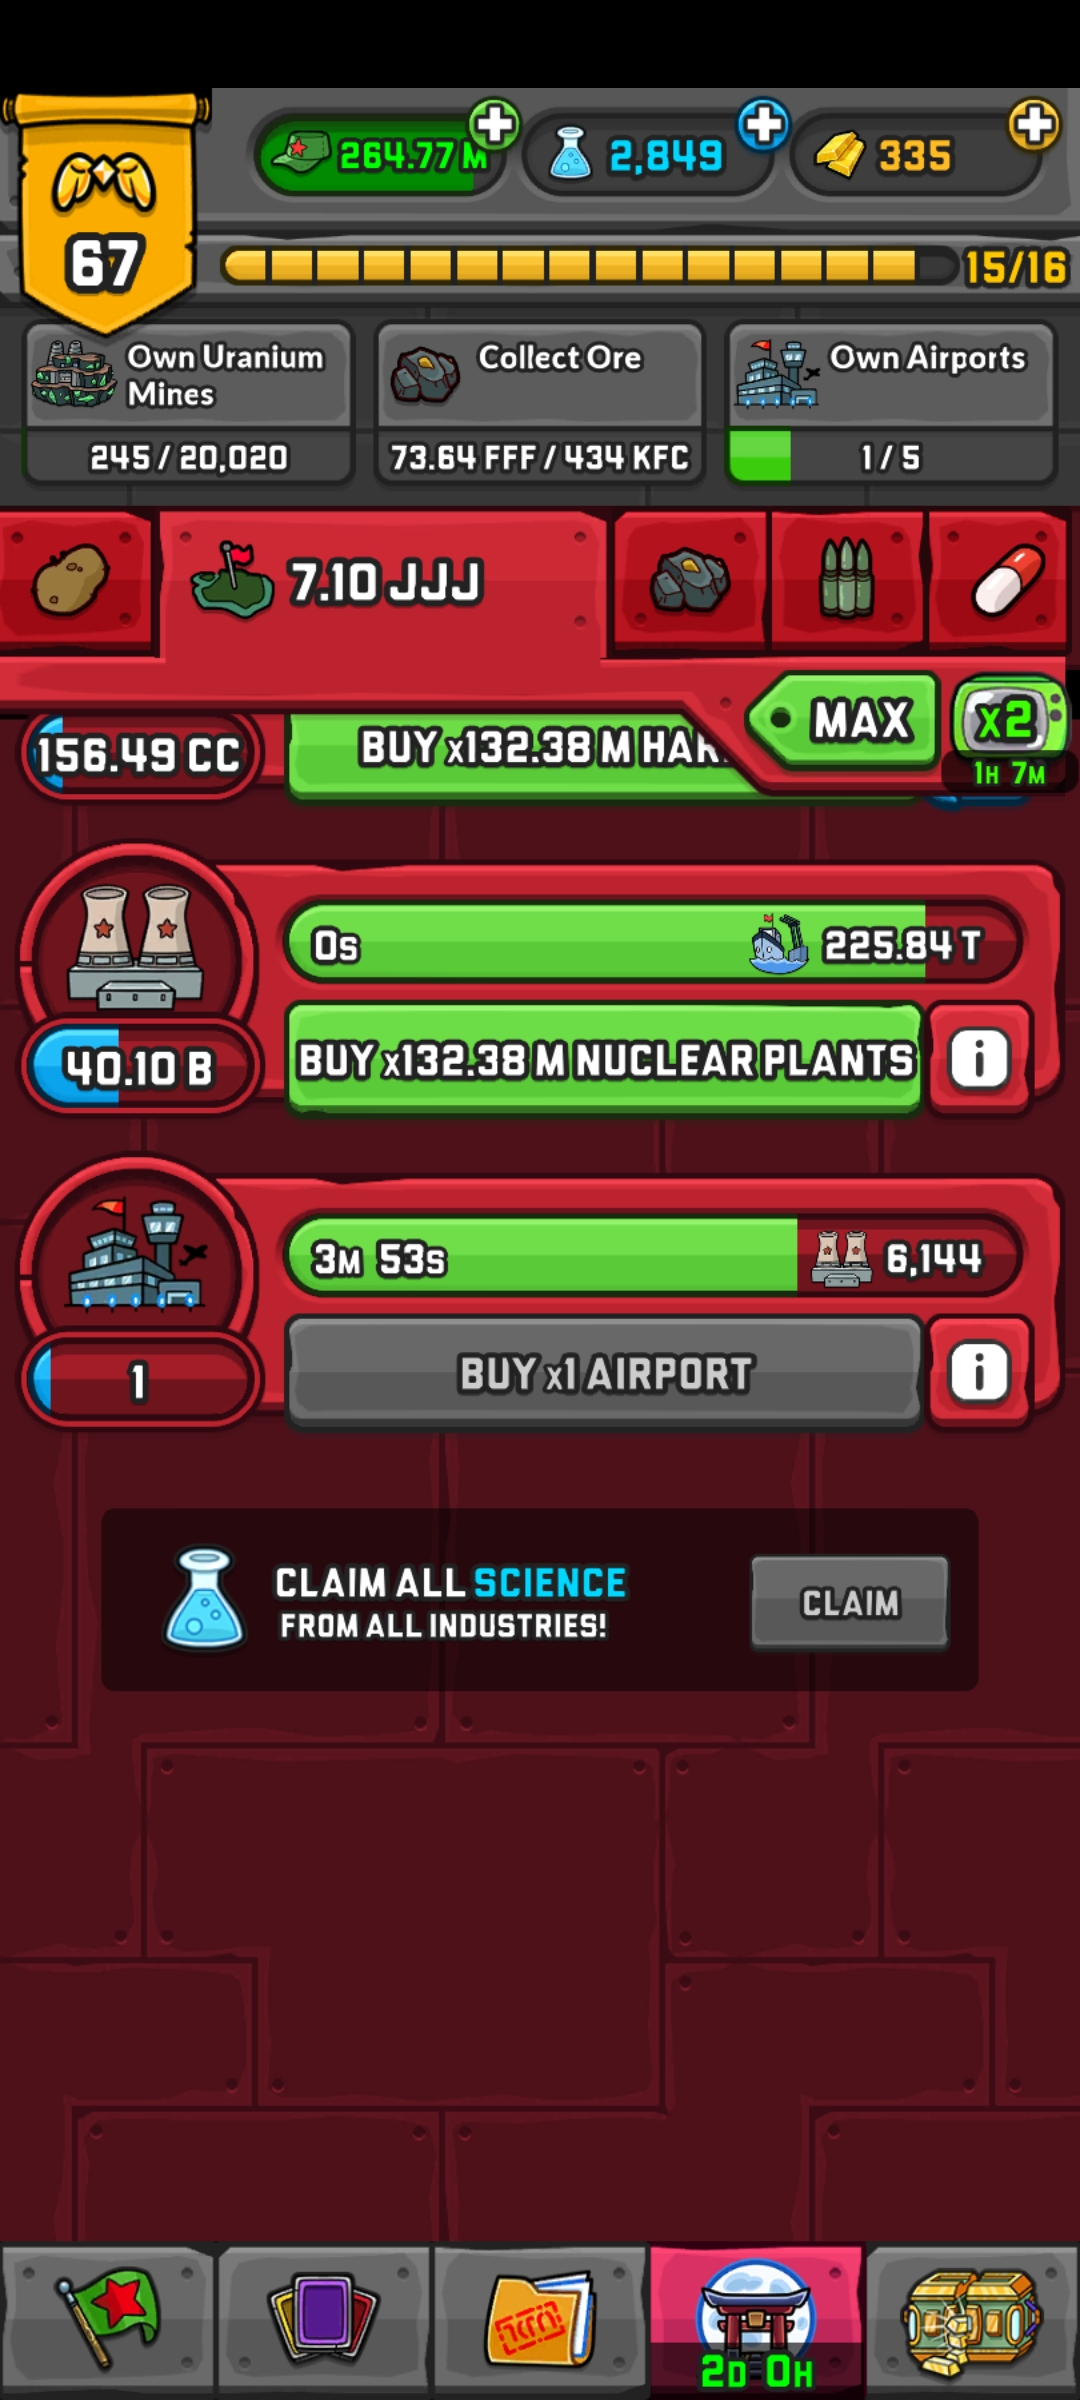 264.77 M
2,849
335
67
15/16
Own Uranium
Mines
Collect Ore
Own Airports
245 / 20,020
73.64 FFF / 434 KFC
1 / 5
7.10 JJJ
MAX
x2
1H 7M
156.49 CC
BUY x132.38 M HAR
0s
225.84 T
40.10 B
BUY x132.38 M NUCLEAR PLANTS
i
3M 53s
6,144
1
BUY x1 AIRPORT
i
CLAIM ALL SCIENCE
FROM ALL INDUSTRIES!
CLAIM
2D 0H